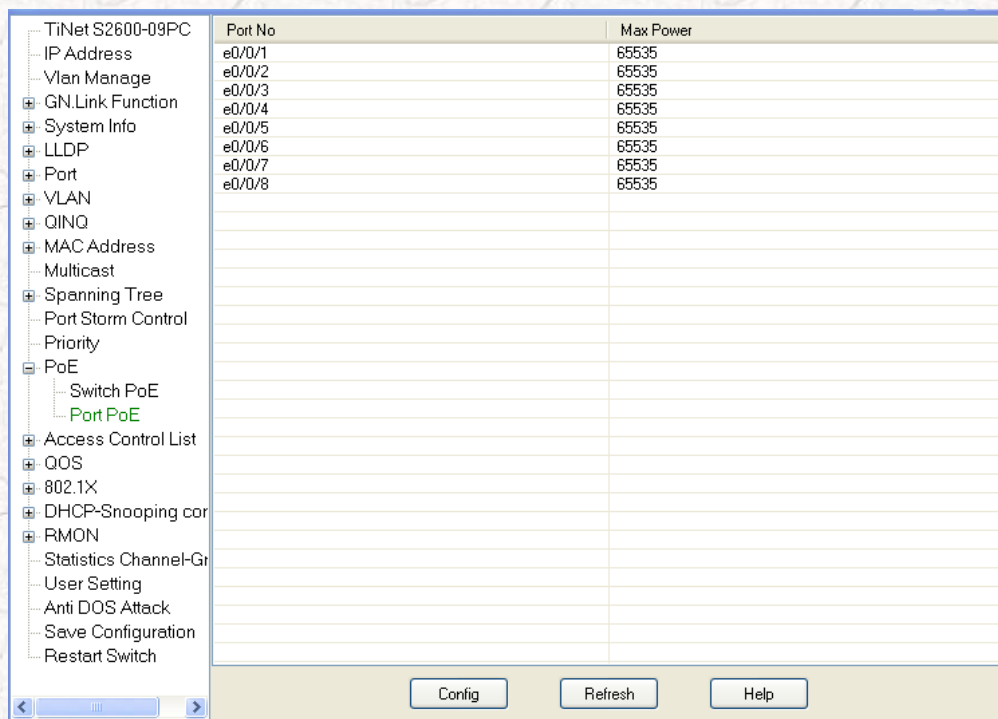 TiNet S2600-09PC
IP Address
Vlan Manage
GN.Link Function
System Info
LLDP
Port
VLAN
QINQ
MAC Address
Multicast
Spanning Tree
Port Storm Control
Priority
PoE
Switch PoE
Port PoE
Access Control List
QOS
802.1X
DHCP-Snooping cor
RMON
Statistics Channel-Gr
User Setting
Anti DOS Attack
Save Configuration
Restart Switch
Port No Max Power
e0/0/1 65535
e0/0/2 65535
e0/0/3 65535
e0/0/4 65535
e0/0/5 65535
e0/0/6 65535
e0/0/7 65535
e0/0/8 65535
Config Refresh Help